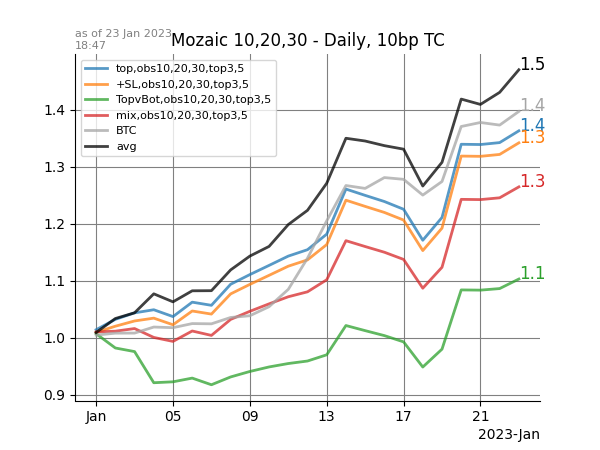 as of 23 Jan 2023
18:47
Mozaic 10,20,30 - Daily, 10bp TC
top,obs10,20,30,top3,5
+SL,obs10,20,30,top3,5
TopvBot,obs10,20,30,top3,5
mix,obs10,20,30,top3,5
BTC
avg
1.5
1.4
1.4
1.3
1.3
1.1
1.4
1.3
1.2
1.1
1.0
0.9
Jan 05 09 13 17 21
2023-Jan